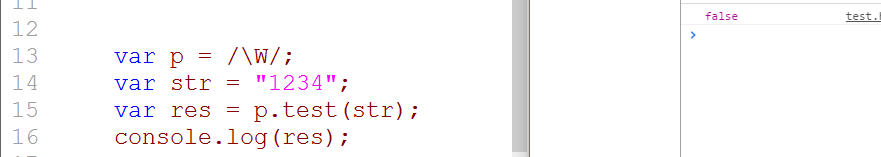 11
12
13 var p = /\W/;
14 var str = "1234";
15 var res = p.test(str);
16 console.log(res);
false
>